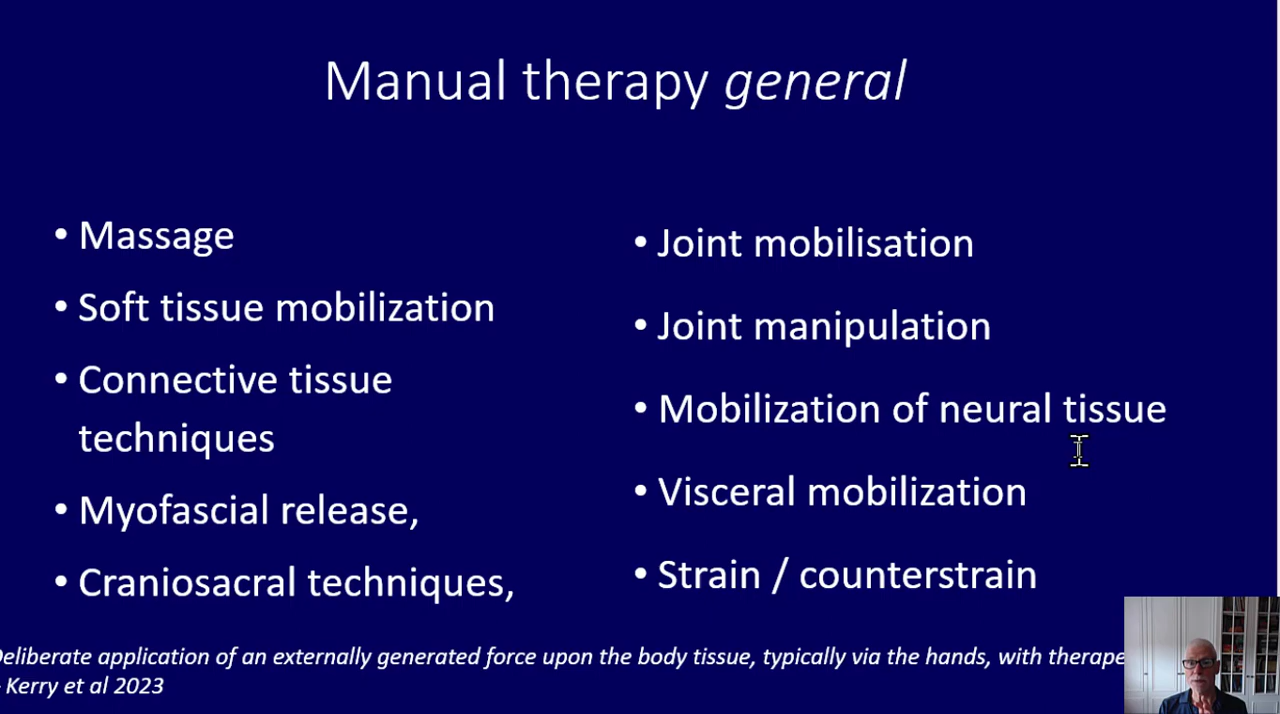 Manual therapy general
• Massage
• Soft tissue mobilization
• Connective tissue
techniques
• Myofascial release,
• Craniosacral techniques,
• Joint mobilisation
• Joint manipulation
• Mobilization of neural tissue
• Visceral mobilization
• Strain / counterstrain
eliberate application of an externally generated force upon the body tissue, typically via the hands, with therape
Kerry et al 2023